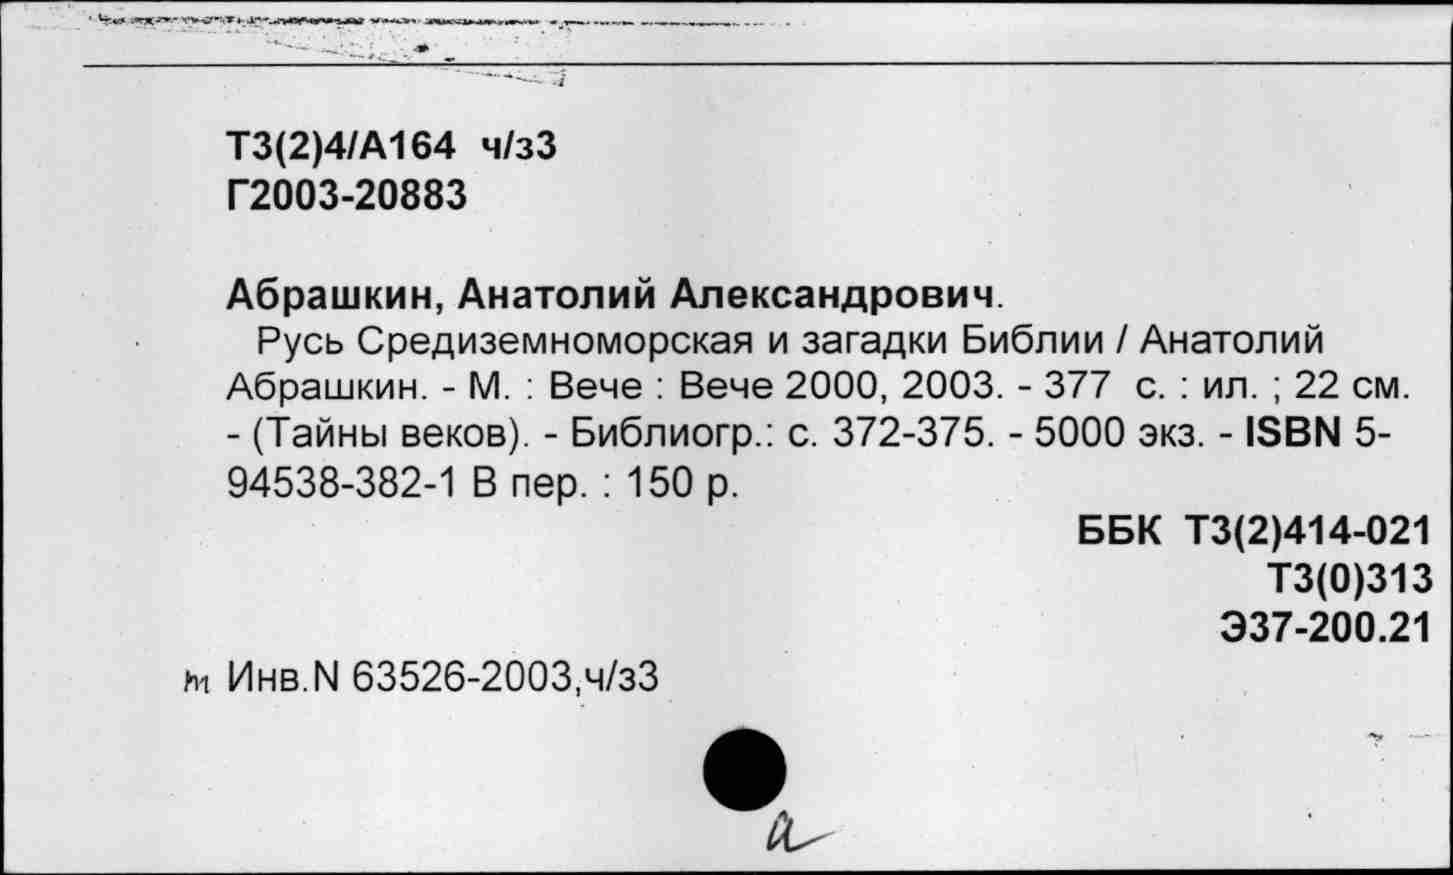 Т3(2)4/А164 ч/з3
Г2003-20883
Абрашкин, Анатолий Александрович.
Русь Средиземноморская и загадки Библии / Анатолий
Абрашкин. - М. : Вече : Вече 2000, 2003. - 377 с. : ил. ; 22 см.
- (Тайны веков). - Библиогр.: с. 372-375. - 5000 экз. - ISBN 5-
94538-382-1 В пер. : 150 р.
ББК Т3(2)414-021
Т3(0)313
Э37-200.21
Инв.N 63526-2003,ч/з3
а